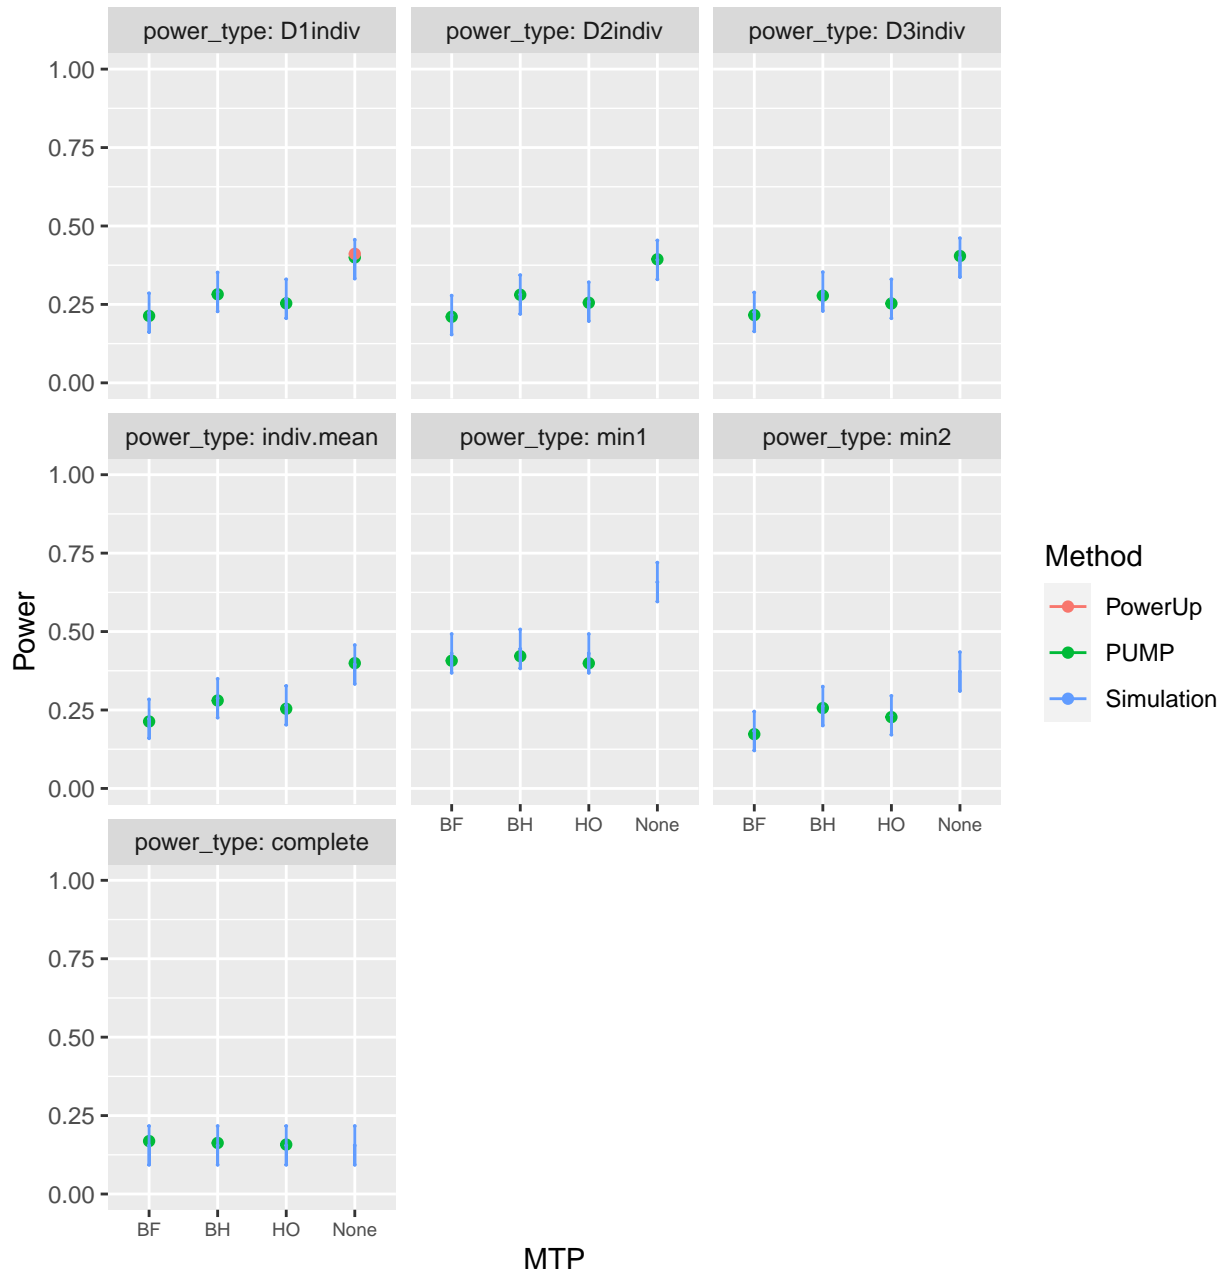 power_type: D1indiv
power_type: D2indiv
power_type: D3indiv
1.00
0.75
0.50
0.25
0.00
power_type: indiv.mean
power_type: min1
power_type: min2
1.00
0.75
0.50
0.25
0.00
BF BH HO None
BF BH HO None
power_type: complete
1.00
0.75
0.50
0.25
0.00
BF BH HO None
Power
MTP
Method
PowerUp
PUMP
Simulation